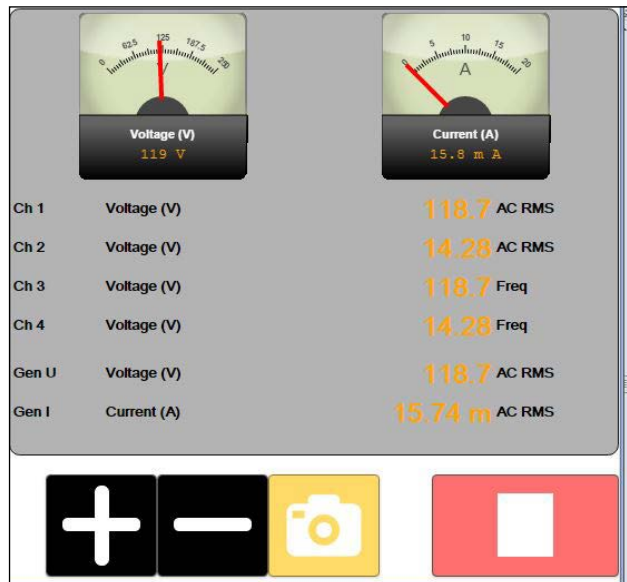 0 62.5 125 187.5 250
V
Voltage (V)
119 V
0 5 10 15 20
A
Current (A)
15.8 m A
Ch 1 Voltage (V) 118.7 AC RMS
Ch 2 Voltage (V) 14.28 AC RMS
Ch 3 Voltage (V) 118.7 Freq
Ch 4 Voltage (V) 14.28 Freq
Gen U Voltage (V) 118.7 AC RMS
Gen I Current (A) 15.74 m AC RMS